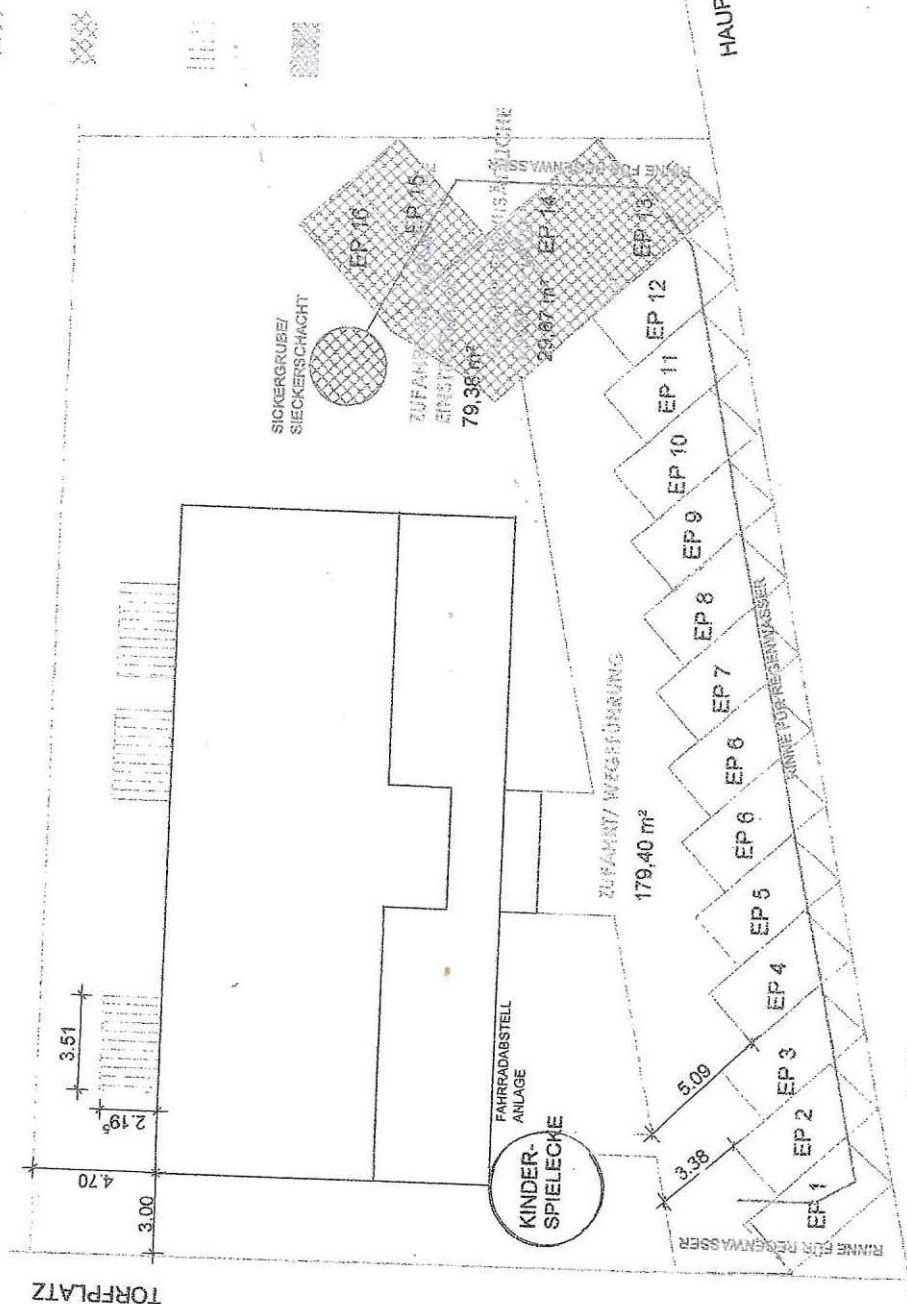 HAUP
TORFPLATZ
3.51
2.19⁵
4.70
3.00
SICKERGRUBE/
SIECKERSCHACHT
79,38 m²
29,67 m²
EP 16
EP 15
EP 14
EP 13
EP 12
EP 11
EP 10
EP 9
EP 8
EP 7
EP 6
EP 6
EP 5
EP 4
EP 3
EP 2
EP 1
RINNE FÜR REGENWASSER
RINNE FÜR REGENWASSER
RINNE FÜR REGENWASSER
ZUFAHRT/ WEGFÜHRUNG
179,40 m²
FAHRRADABSTELL
ANLAGE
KINDER-
SPIELECKE
5.09
3.38